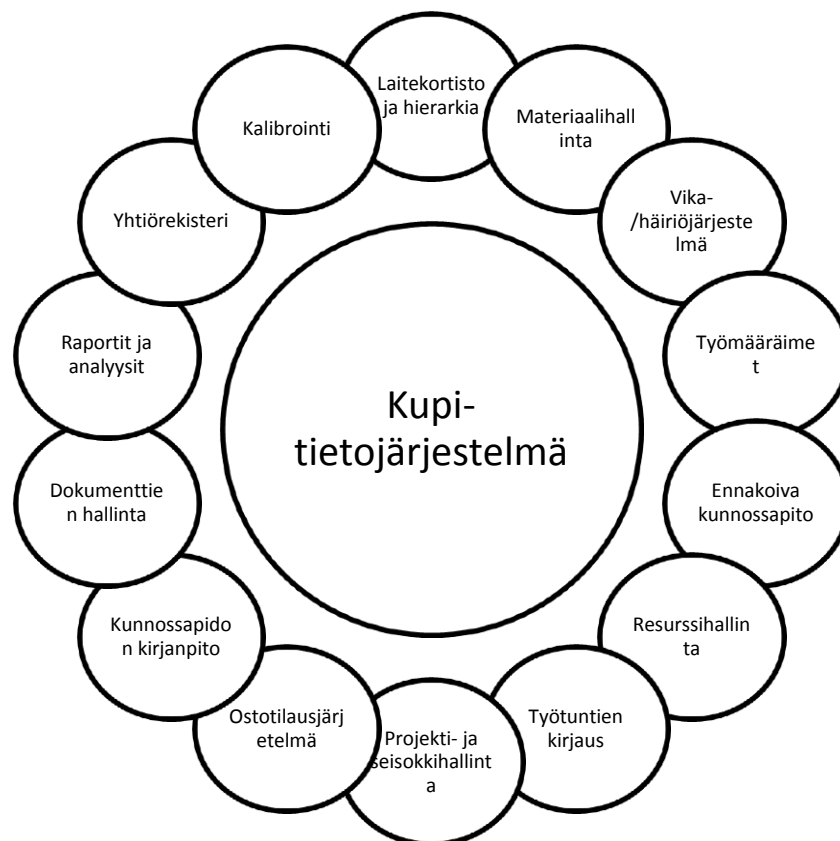 Laitekortisto
ja hierarkia
Materiaalihall
inta
Vika-
/häiriöjärjeste
lmä
Työmääräime
t
Ennakoiva
kunnossapito
Resurssihallin
ta
Työtuntien
kirjaus
Projekti- ja
seisokkihallint
a
Ostotilausjärj
etelmä
Kunnossapido
n kirjanpito
Dokumenttie
n hallinta
Raportit ja
analyysit
Yhtiörekisteri
Kalibrointi
Kupi-
tietojärjestelmä